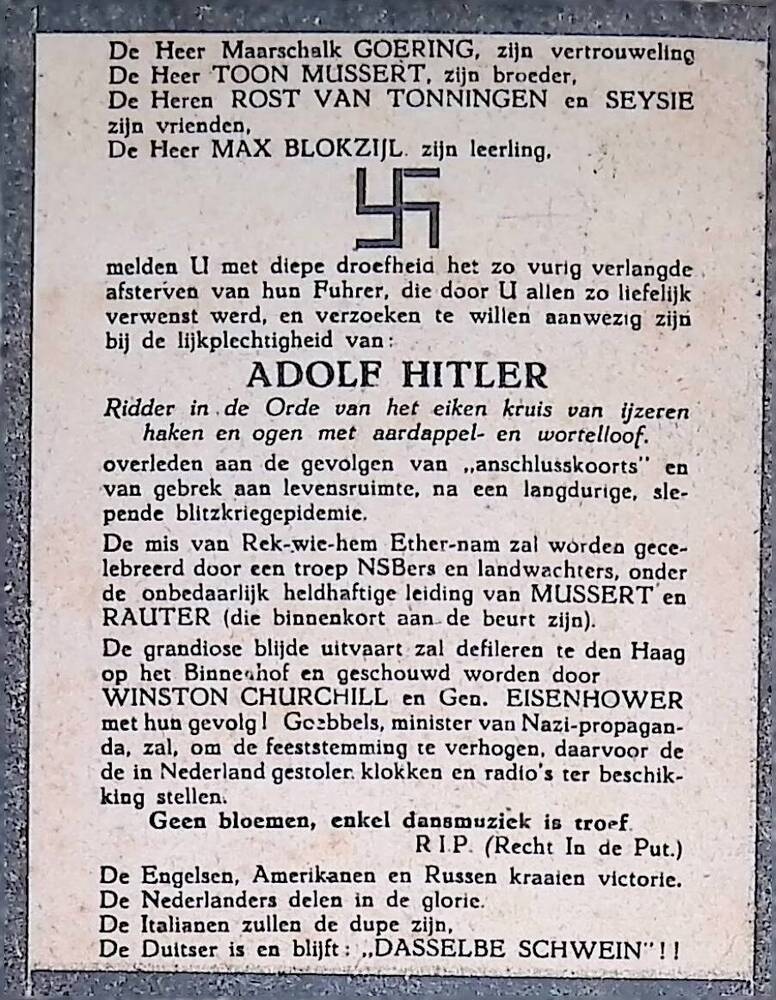 De Heer Maarschalk GOERING, zijn vertrouweling
De Heer TOON MUSSERT, zijn broeder,
De Heren ROST VAN TONNINGEN en SEYSIE
zijn vrienden,
De Heer MAX BLOKZIJL. zijn leerling,
melden U met diepe droefheid het zo vurig verlangde
afsterven van hun Fuhrer, die door U allen zo liefelijk
verwenst werd, en verzoeken te willen aanwezig zijn
bij de lijkplechtigheid van:
ADOLF HITLER
Ridder in de Orde van het eiken kruis van ijzeren
haken en ogen met aardappel- en wortelloof.
overleden aan de gevolgen van „anschlusskoorts" en
van gebrek aan levensruimte, na een langdurige, sle-
pende blitzkriegepidemie.
De mis van Rek-wie-hem Ether-nam zal worden gece-
lebreerd door een troep NSBers en landwachters, onder
de onbedaarlijk heldhaftige leiding van MUSSERT en
RAUTER (die binnenkort aan de beurt zijn).
De grandiose blijde uitvaart zal defileren te den Haag
op het Binnenhof en geschouwd worden door
WINSTON CHURCHILL en Gen. EISENHOWER
met hun gevolg! Goebbels, minister van Nazi-propagan-
da, zal, om de feeststemming te verhogen, daarvoor de
de in Nederland gestolen klokken en radio's ter beschik-
king stellen.
Geen bloemen, enkel dansmuziek is troef.
R I.P. (Recht In de Put.)
De Engelsen, Amerikanen en Russen kraaien victorie.
De Nederlanders delen in de glorie.
De Italianen zullen de dupe zijn,
De Duitser is en blijft: „DASSELBE SCHWEIN"!!